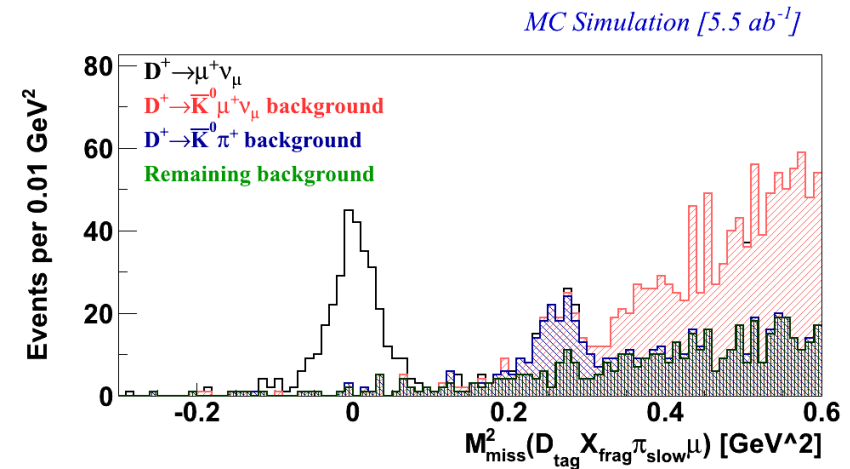 MC Simulation [5.5 ab⁻¹]
80
60
40
20
0
Events per 0.01 GeV²
D⁺→μ⁺ν_μ
D⁺→K̅⁰μ⁺ν_μ background
D⁺→K̅⁰π⁺ background
Remaining background
-0.2 0 0.2 0.4 0.6
M²_miss(D_tag X_frag π_slow μ) [GeV^2]